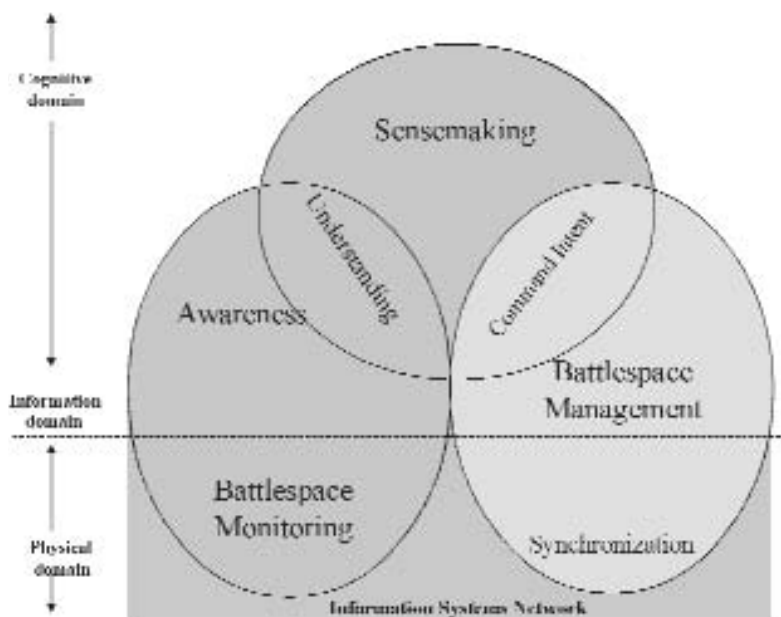 Cognitive
domain
Sensemaking
Understanding
Command Intent
Awareness
Battlespace
Management
Information
domain
Battlespace
Monitoring
Physical
domain
Synchronization
Information Systems Network